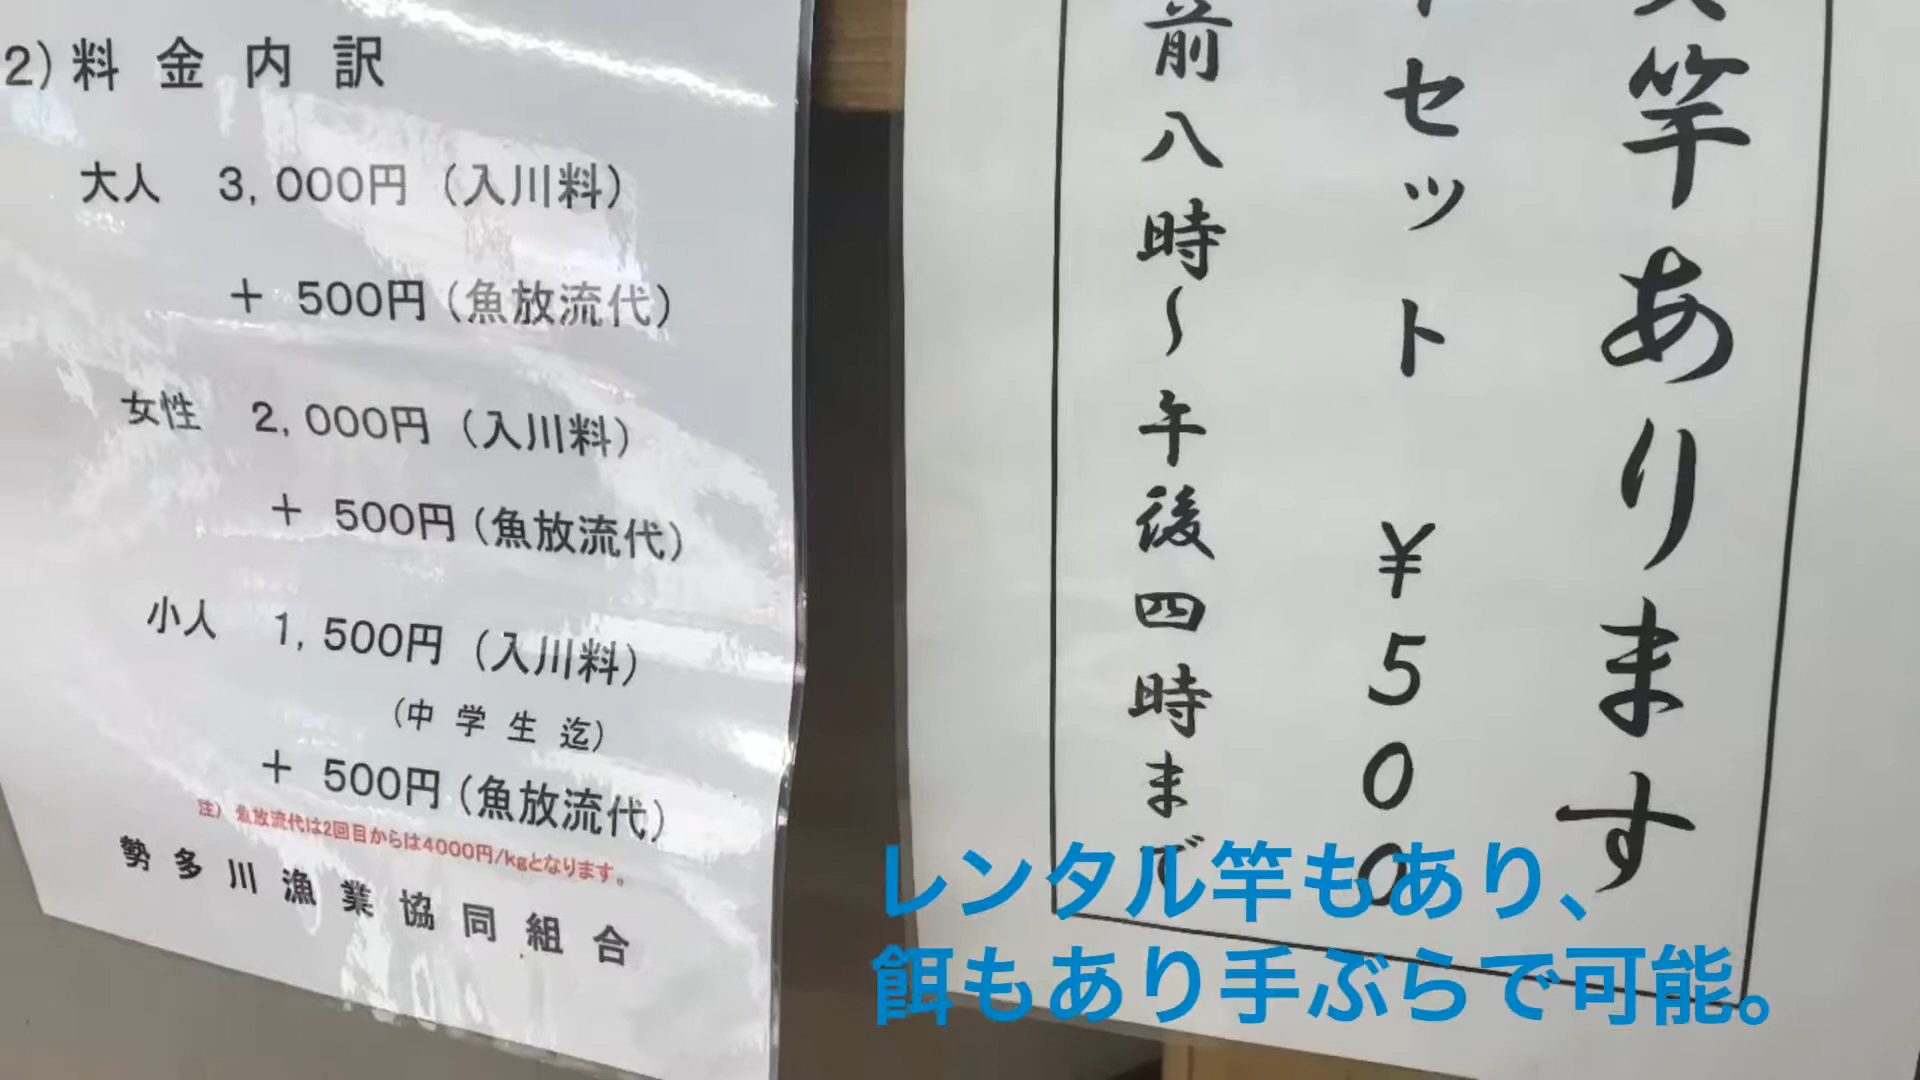 2) 料金内訳
大人 3,000円 (入川料)
+ 500円 (魚放流代)
女性 2,000円 (入川料)
+ 500円 (魚放流代)
小人 1,500円 (入川料)
(中学生迄)
+ 500円 (魚放流代)
注) 魚放流代は2回目からは4000円/kgとなります。
勢多川漁業協同組合
竿あります
セット ¥500
前八時〜午後四時まで
レンタル竿もあり、
餌もあり手ぶらで可能。